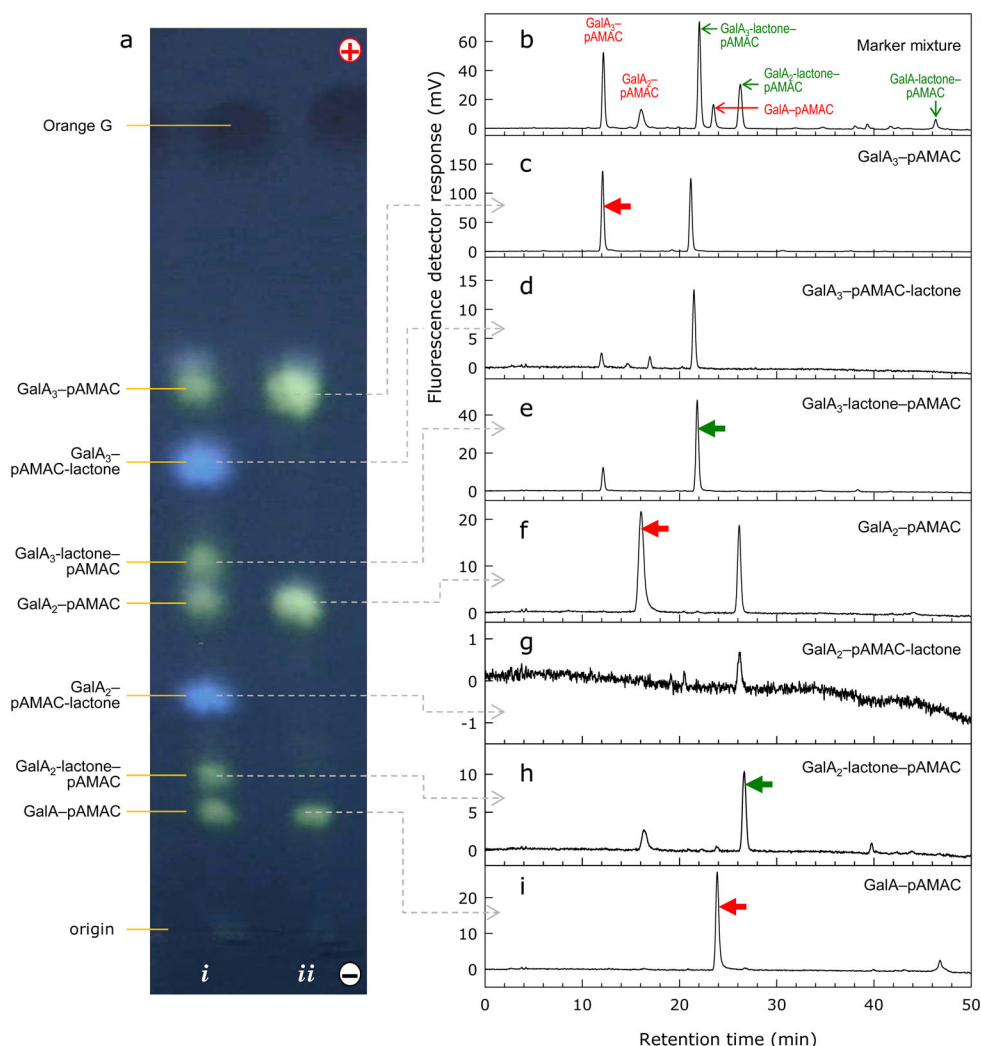 a
+
Orange G
GalA₃–pAMAC
GalA₃–
pAMAC-lactone
GalA₃-lactone–
pAMAC
GalA₂–pAMAC
GalA₂–
pAMAC-lactone
GalA₂-lactone–
pAMAC
GalA–pAMAC
origin
i
ii
−
Fluorescence detector response (mV)
b
Marker mixture
GalA₃–
pAMAC
GalA₂–
pAMAC
GalA₃-lactone–
pAMAC
GalA₂-lactone–
pAMAC
GalA–pAMAC
GalA-lactone–
pAMAC
60
40
20
0
c
GalA₃–pAMAC
150
100
50
0
d
GalA₃–pAMAC-lactone
15
10
5
0
e
GalA₃-lactone–pAMAC
40
20
0
f
GalA₂–pAMAC
20
10
0
g
GalA₂–pAMAC-lactone
1
0
-1
h
GalA₂-lactone–pAMAC
10
5
0
i
GalA–pAMAC
20
10
0
0
10
20
30
40
50
Retention time (min)